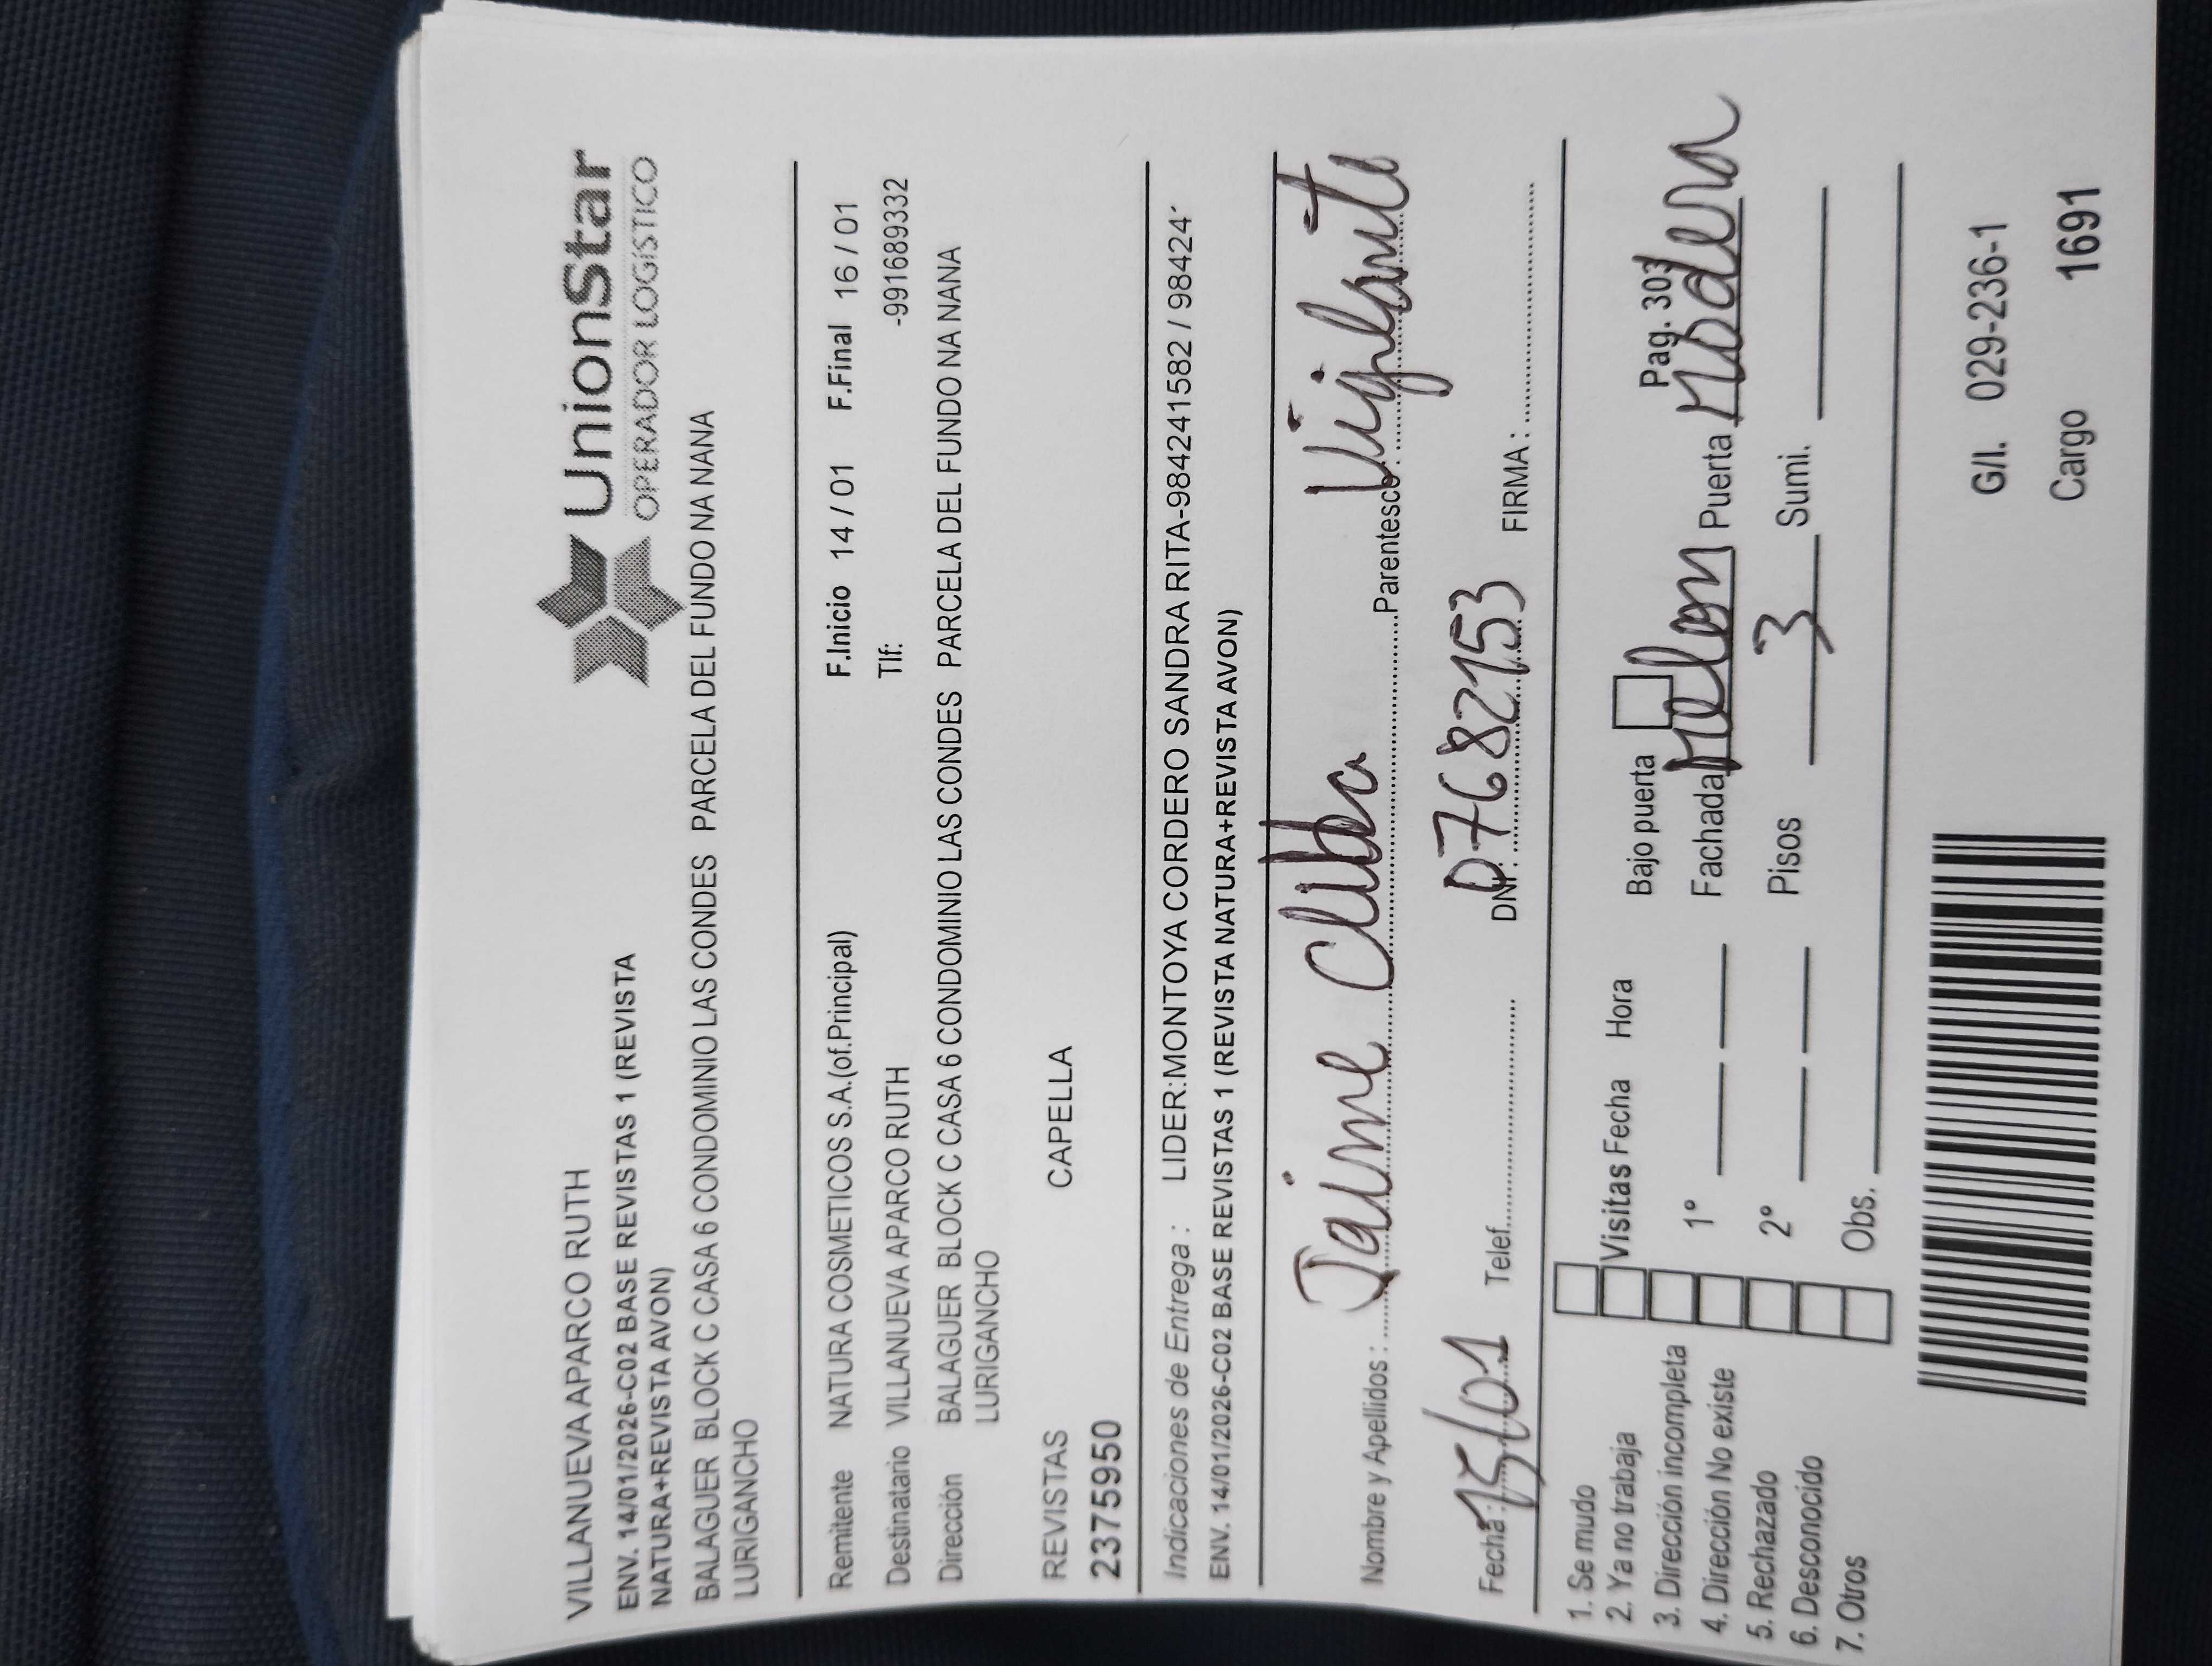 UnionStar
OPERADOR LOGÍSTICO
VILLANUEVA APARCO RUTH
ENV. 14/01/2026-C02 BASE REVISTAS 1 (REVISTA
NATURA+REVISTA AVON)
BALAGUER BLOCK C CASA 6 CONDOMINIO LAS CONDES PARCELA DEL FUNDO NA NANA
LURIGANCHO
Remitente NATURA COSMETICOS S.A.(of.Principal) F.Inicio 14 / 01 F.Final 16 / 01
Destinatario VILLANUEVA APARCO RUTH Tlf: -991689332
Dirección BALAGUER BLOCK C CASA 6 CONDOMINIO LAS CONDES PARCELA DEL FUNDO NA NANA
LURIGANCHO
REVISTAS CAPELLA
2375950
Indicaciones de Entrega : LIDER:MONTOYA CORDERO SANDRA RITA-984241582 / 98424
ENV. 14/01/2026-C02 BASE REVISTAS 1 (REVISTA NATURA+REVISTA AVON)
Nombre y Apellidos : Jaime Parentesco: Vigilante
Fecha : 15/01 Telef. DNI: 07682153 FIRMA :
1. Se mudo
2. Ya no trabaja
3. Dirección incompleta
4. Dirección No existe
5. Rechazado
6. Desconocido
7. Otros
Visitas Fecha Hora Bajo puerta Pag. 303
1° Fachada melon Puerta Madera
2° Pisos 3 Sumi.
Obs.
G/l. 029-236-1
Cargo 1691